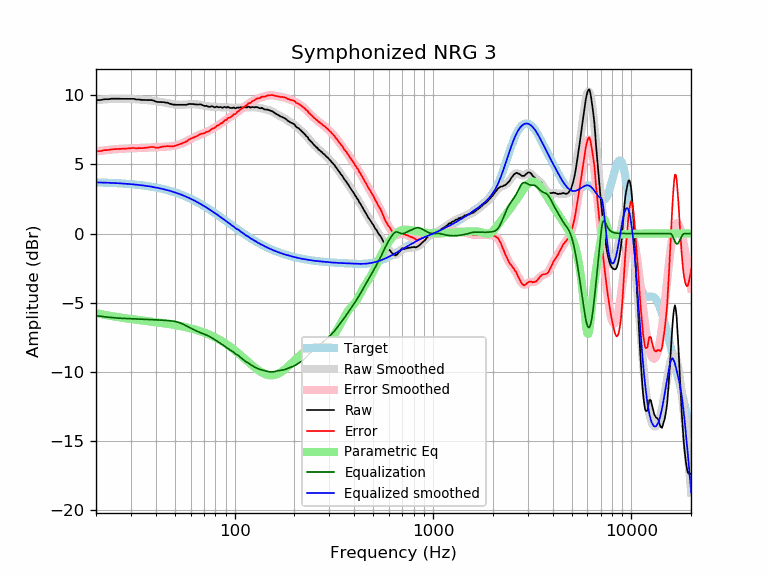 Symphonized NRG 3
10
5
0
−5
−10
−15
−20
Amplitude (dBr)
Target
Raw Smoothed
Error Smoothed
Raw
Error
Parametric Eq
Equalization
Equalized smoothed
100
1000
10000
Frequency (Hz)